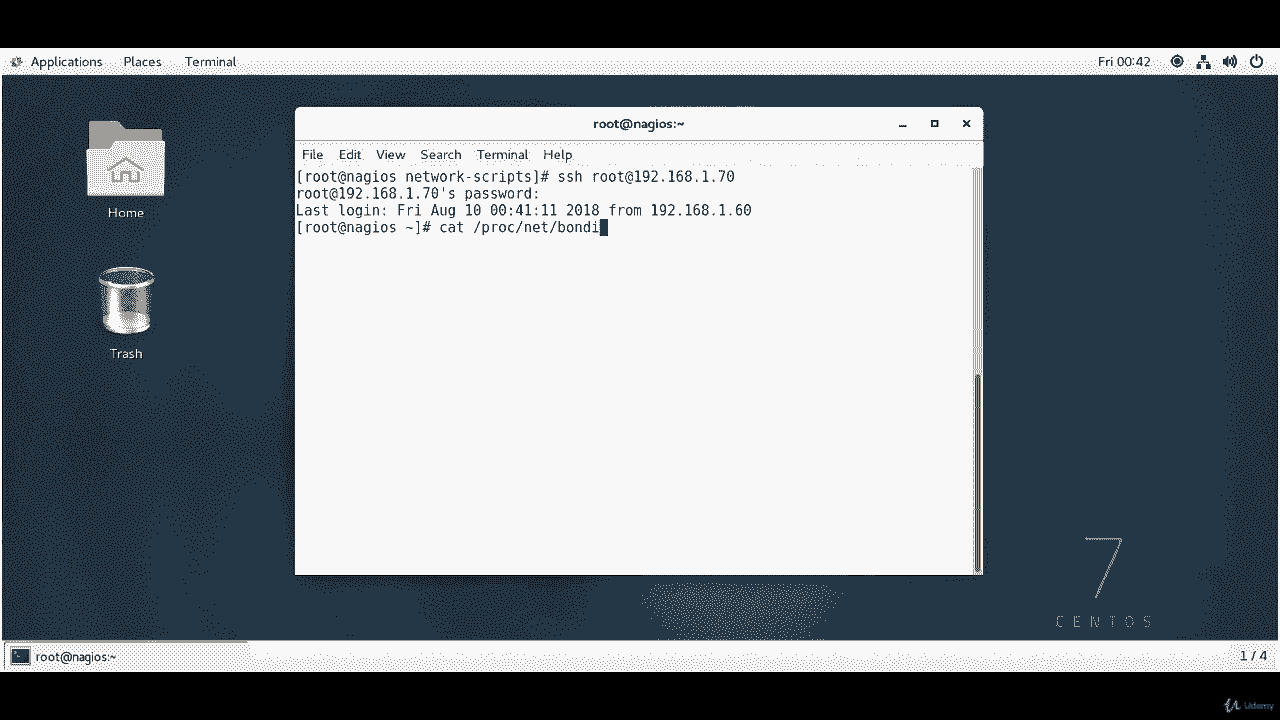 Applications Places Terminal Fri 00:42
root@nagios:~
File Edit View Search Terminal Help
[root@nagios network-scripts]# ssh root@192.168.1.70
root@192.168.1.70's password:
Last login: Fri Aug 10 00:41:11 2018 from 192.168.1.60
[root@nagios ~]# cat /proc/net/bondi
Home
Trash
7
CENTOS
root@nagios:~ 1 / 4
Udemy